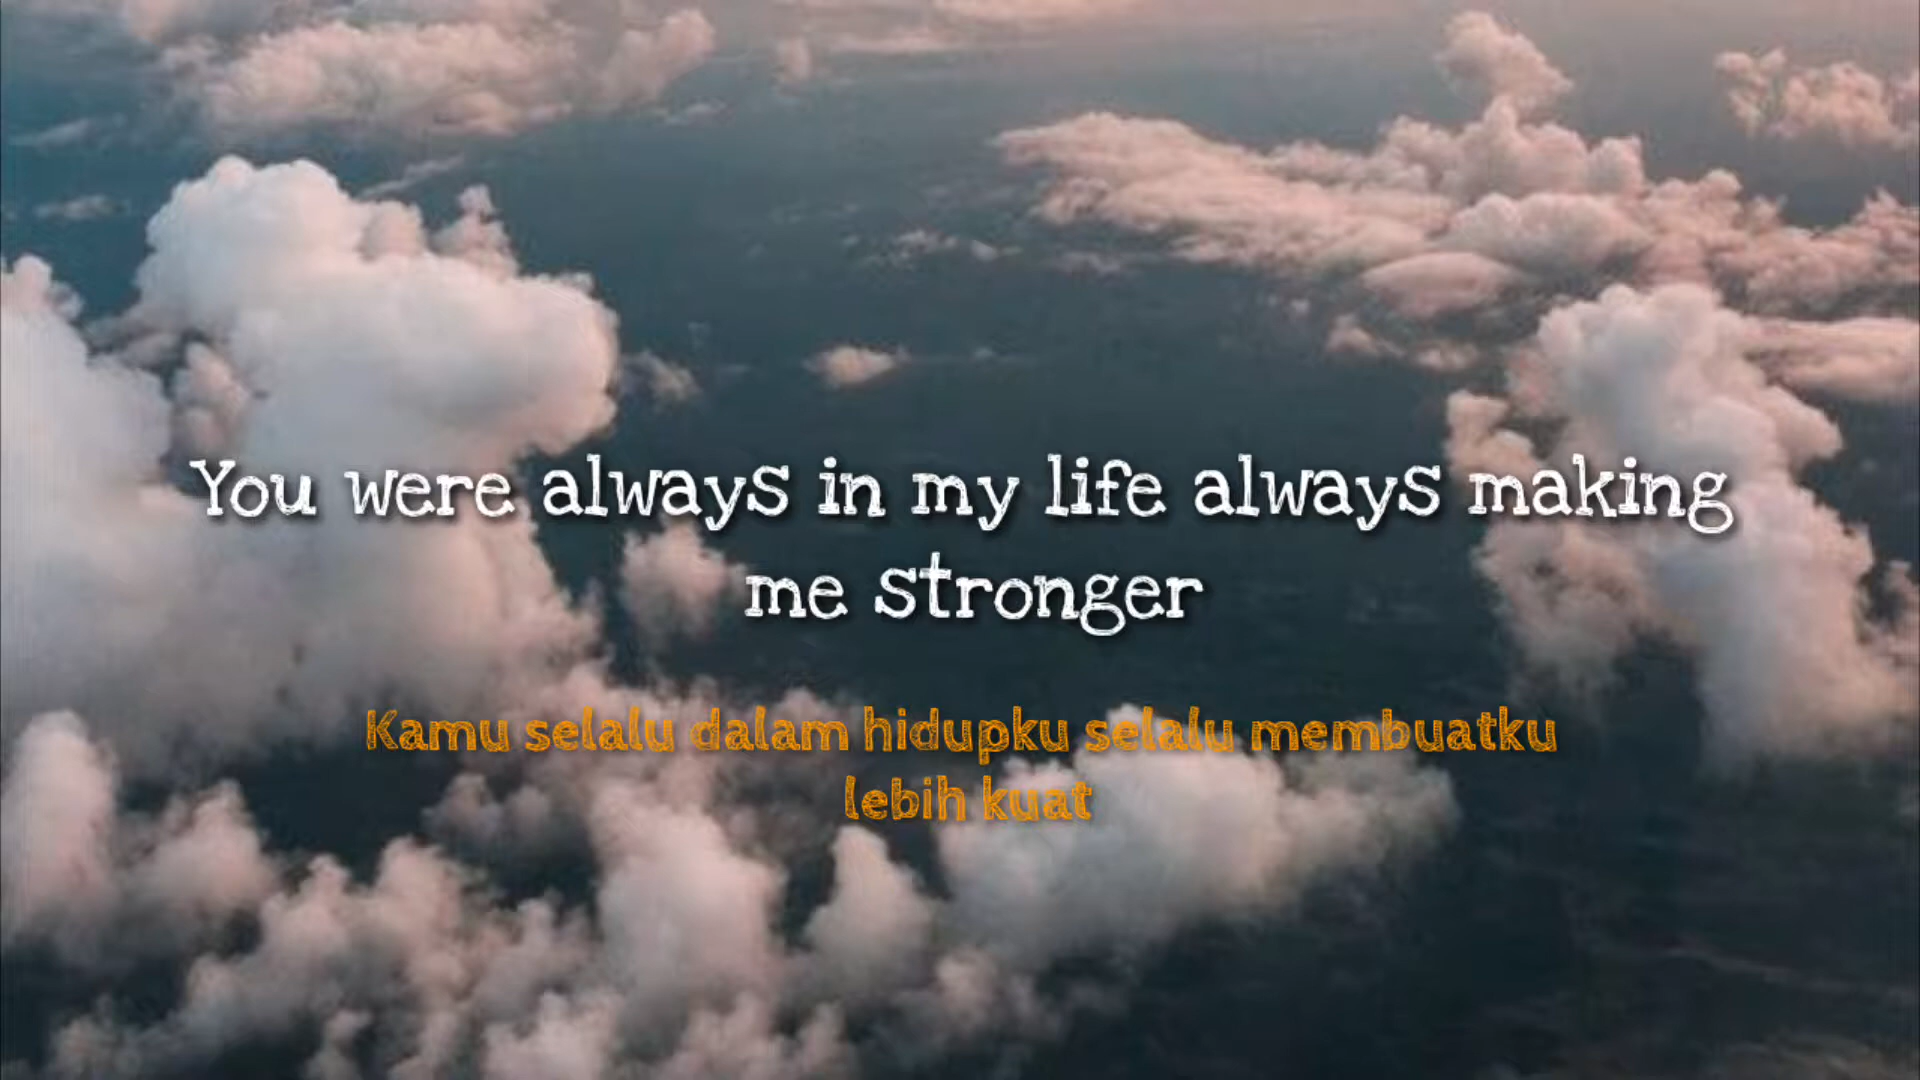 You were always in my life always making
me stronger
Kamu selalu dalam hidupku selalu membuatku
lebih kuat